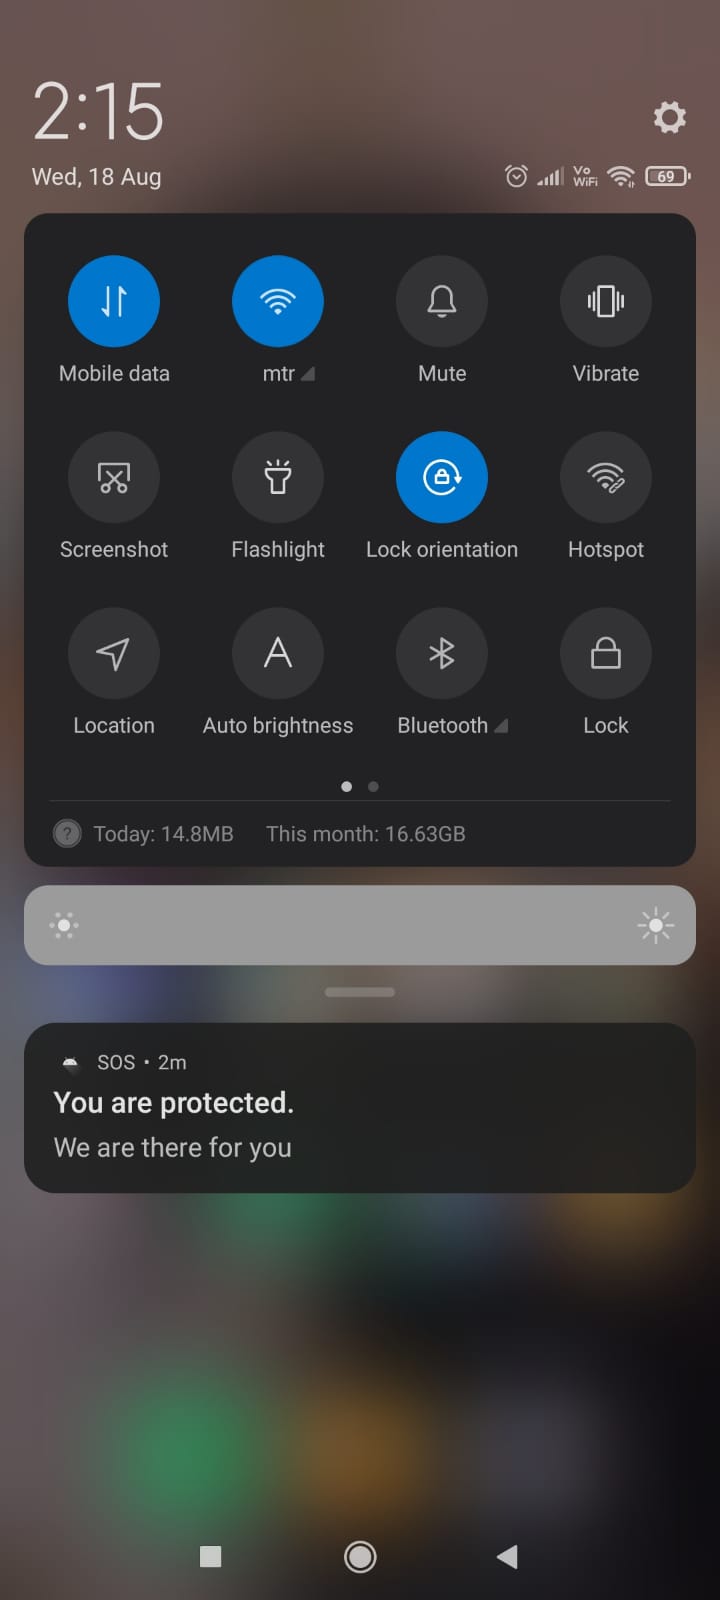 2:15
Wed, 18 Aug
Vo
WiFi
69
Mobile data
mtr
Mute
Vibrate
Screenshot
Flashlight
Lock orientation
Hotspot
Location
A
Auto brightness
Bluetooth
Lock
? Today: 14.8MB This month: 16.63GB
SOS • 2m
You are protected.
We are there for you